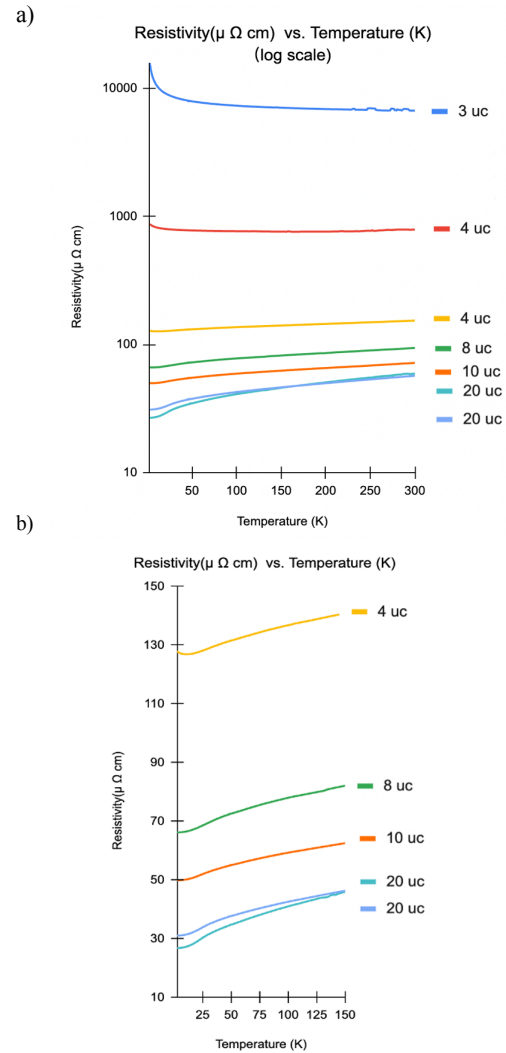 a)
Resistivity(μ Ω cm) vs. Temperature (K)
(log scale)
10000
1000
100
10
Resistivity(μ Ω cm)
3 uc
4 uc
4 uc
8 uc
10 uc
20 uc
20 uc
50 100 150 200 250 300
Temperature (K)
b)
Resistivity(μ Ω cm) vs. Temperature (K)
150
130
110
90
70
50
30
10
Resistivity(μ Ω cm)
4 uc
8 uc
10 uc
20 uc
20 uc
25 50 75 100 125 150
Temperature (K)